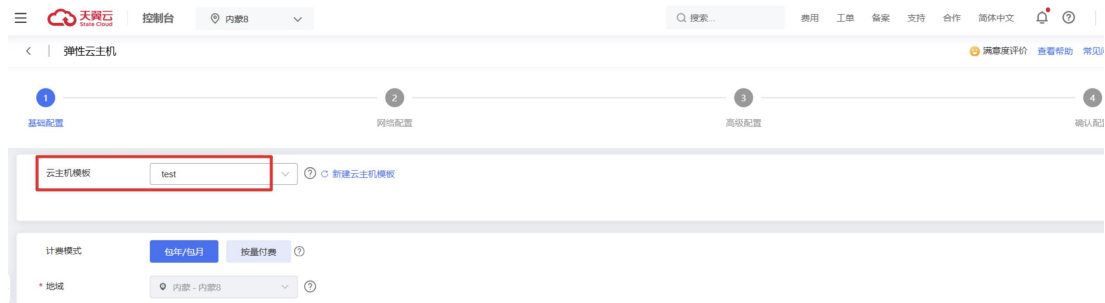 天翼云 State Cloud 控制台 内蒙8 搜索... 费用 工单 备案 支持 合作 简体中文
弹性云主机 满意度评价 查看帮助 常见
1 2 3 4
基础配置 网络配置 高级配置 确认配
云主机模板 test 新建云主机模板
计费模式 包年/包月 按量付费
* 地域 内蒙 - 内蒙8